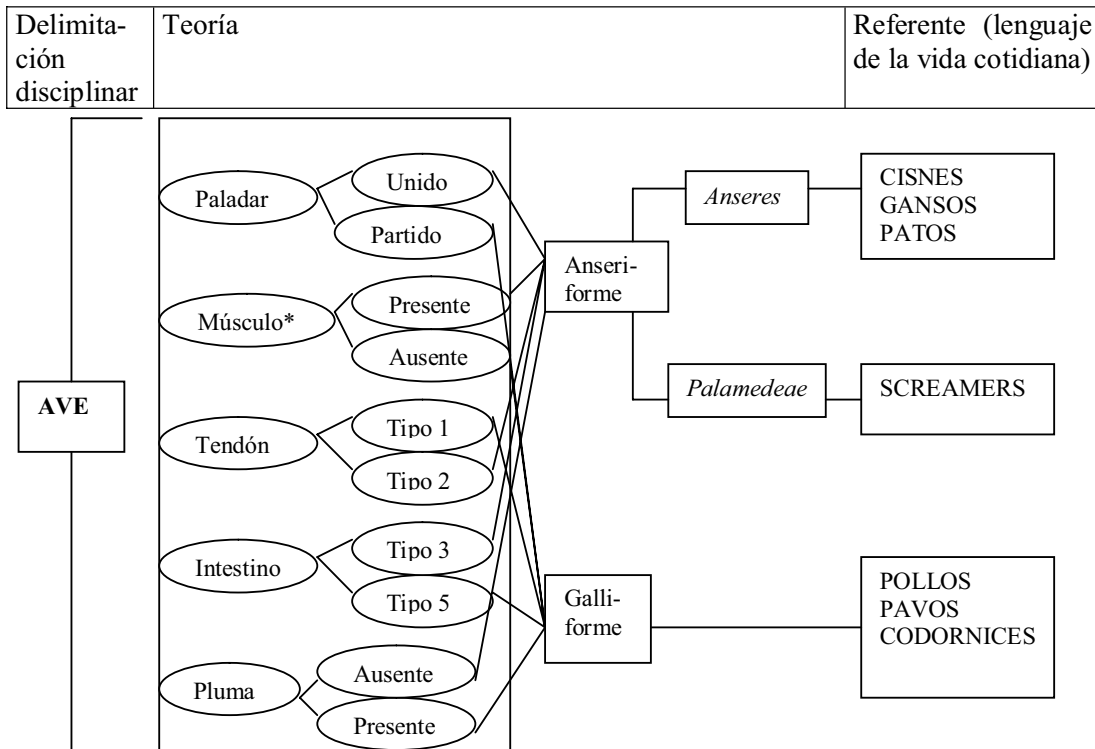 Delimita-
ción
disciplinar
Teoría
Referente (lenguaje
de la vida cotidiana)
AVE
Paladar
Unido
Partido
Músculo*
Presente
Ausente
Tendón
Tipo 1
Tipo 2
Intestino
Tipo 3
Tipo 5
Pluma
Ausente
Presente
Anseri-
forme
Galli-
forme
Anseres
Palamedeae
CISNES
GANSOS
PATOS
SCREAMERS
POLLOS
PAVOS
CODORNICES